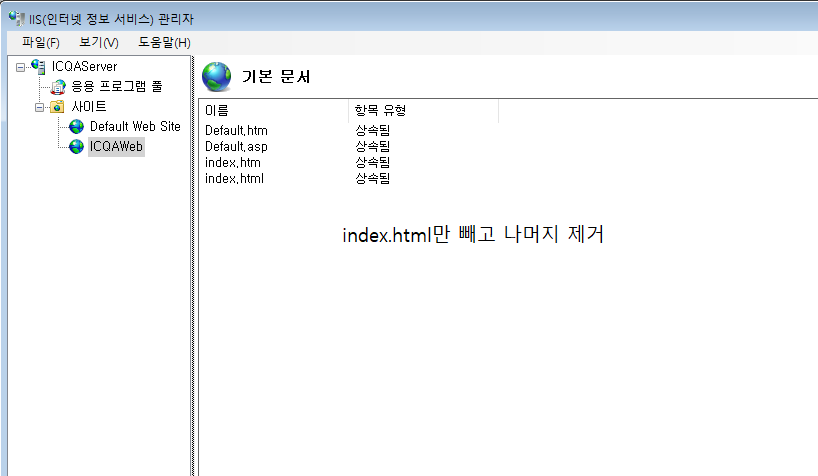 IIS(인터넷 정보 서비스) 관리자
파일(F) 보기(V) 도움말(H)
ICQAServer
응용 프로그램 풀
사이트
Default Web Site
ICQAWeb
기본 문서
이름 항목 유형
Default.htm 상속됨
Default.asp 상속됨
index.htm 상속됨
index.html 상속됨
index.html만 빼고 나머지 제거